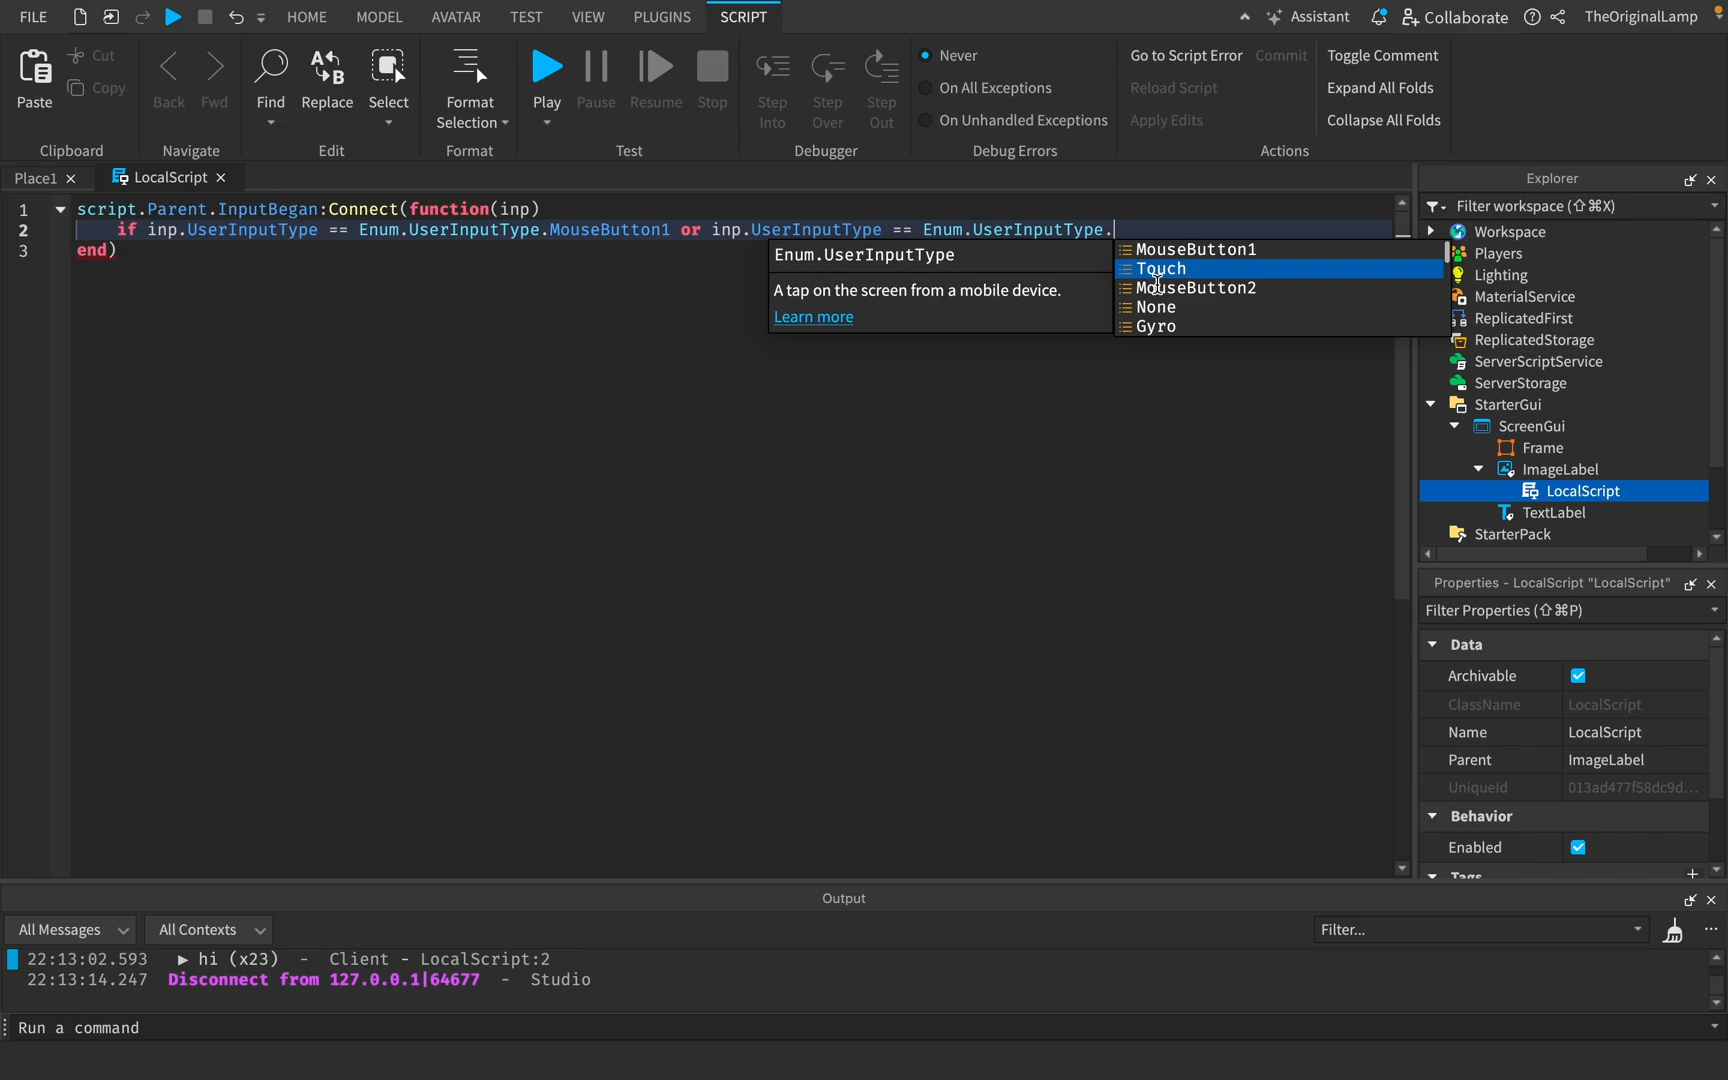 FILE HOME MODEL AVATAR TEST VIEW PLUGINS SCRIPT Assistant Collaborate TheOriginalLamp
Paste Cut Copy
Back Fwd
Find Replace Select
Format Selection
Play Pause Resume Stop
Step Into Step Over Step Out
Never
On All Exceptions
On Unhandled Exceptions
Go to Script Error Commit
Reload Script
Apply Edits
Toggle Comment
Expand All Folds
Collapse All Folds
Clipboard Navigate Edit Format Test Debugger Debug Errors Actions
Place1 LocalScript
1 script.Parent.InputBegan:Connect(function(inp)
2 if inp.UserInputType == Enum.UserInputType.MouseButton1 or inp.UserInputType == Enum.UserInputType.
3 end)
Enum.UserInputType
A tap on the screen from a mobile device.
Learn more
MouseButton1
Touch
MouseButton2
None
Gyro
Explorer
Filter workspace (⇧⌘X)
Workspace
Players
Lighting
MaterialService
ReplicatedFirst
ReplicatedStorage
ServerScriptService
ServerStorage
StarterGui
ScreenGui
Frame
ImageLabel
LocalScript
TextLabel
StarterPack
Properties - LocalScript "LocalScript"
Filter Properties (⇧⌘P)
Data
Archivable
ClassName LocalScript
Name LocalScript
Parent ImageLabel
UniqueId 013ad477f58dc9d...
Behavior
Enabled
Tags
Output
All Messages All Contexts Filter...
22:13:02.593 ▶ hi (x23) - Client - LocalScript:2
22:13:14.247 Disconnect from 127.0.0.1|64677 - Studio
Run a command